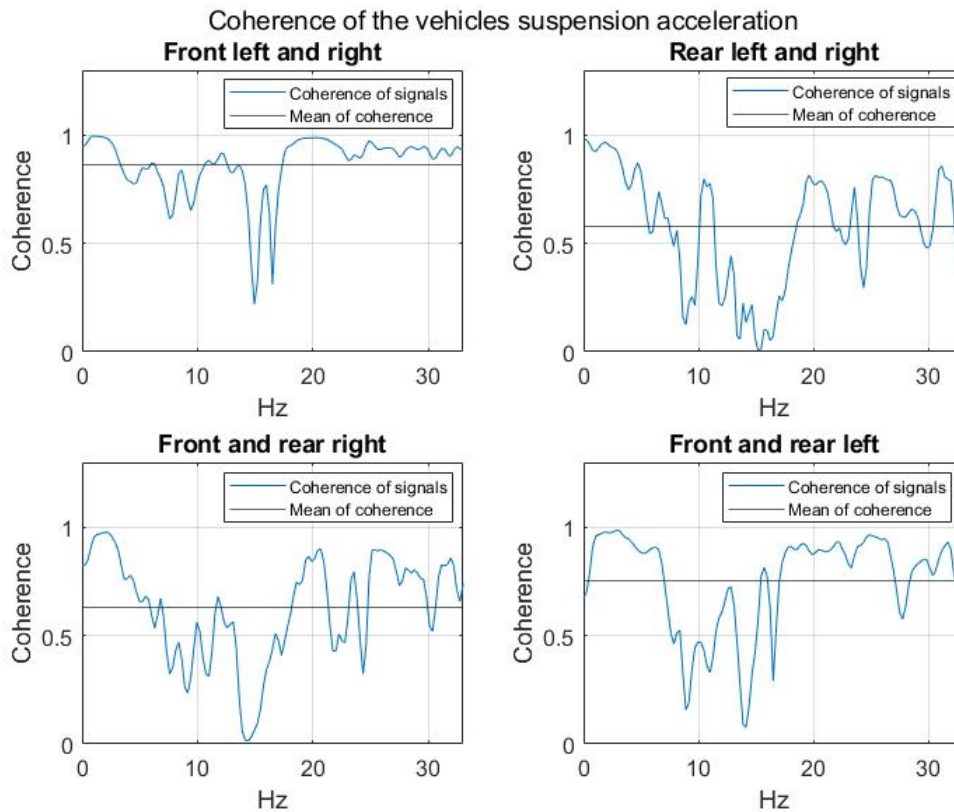 Coherence of the vehicles suspension acceleration
Front left and right
Coherence of signals
Mean of coherence
1
0.5
0
Coherence
0 10 20 30
Hz
Rear left and right
Coherence of signals
Mean of coherence
1
0.5
0
Coherence
0 10 20 30
Hz
Front and rear right
Coherence of signals
Mean of coherence
1
0.5
0
Coherence
0 10 20 30
Hz
Front and rear left
Coherence of signals
Mean of coherence
1
0.5
0
Coherence
0 10 20 30
Hz